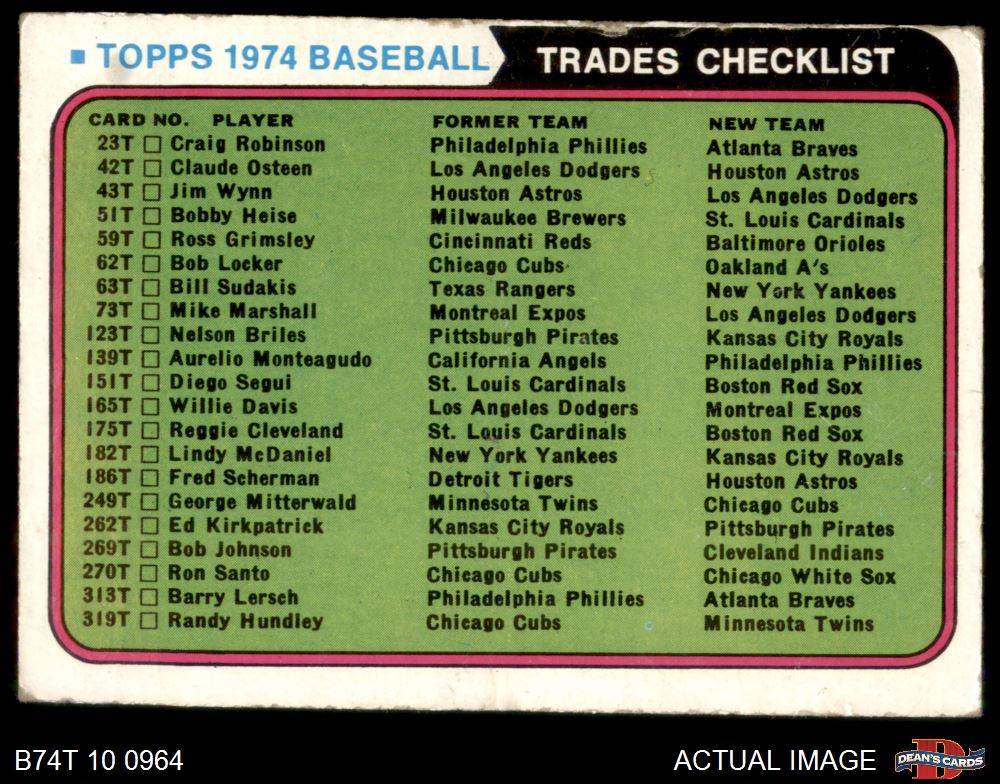 TOPPS 1974 BASEBALL TRADES CHECKLIST
CARD NO. PLAYER FORMER TEAM NEW TEAM
23T Craig Robinson Philadelphia Phillies Atlanta Braves
42T Claude Osteen Los Angeles Dodgers Houston Astros
43T Jim Wynn Houston Astros Los Angeles Dodgers
51T Bobby Heise Milwaukee Brewers St. Louis Cardinals
59T Ross Grimsley Cincinnati Reds Baltimore Orioles
62T Bob Locker Chicago Cubs Oakland A's
63T Bill Sudakis Texas Rangers New York Yankees
73T Mike Marshall Montreal Expos Los Angeles Dodgers
123T Nelson Briles Pittsburgh Pirates Kansas City Royals
139T Aurelio Monteagudo California Angels Philadelphia Phillies
151T Diego Segui St. Louis Cardinals Boston Red Sox
165T Willie Davis Los Angeles Dodgers Montreal Expos
175T Reggie Cleveland St. Louis Cardinals Boston Red Sox
182T Lindy McDaniel New York Yankees Kansas City Royals
186T Fred Scherman Detroit Tigers Houston Astros
249T George Mitterwald Minnesota Twins Chicago Cubs
262T Ed Kirkpatrick Kansas City Royals Pittsburgh Pirates
269T Bob Johnson Pittsburgh Pirates Cleveland Indians
270T Ron Santo Chicago Cubs Chicago White Sox
313T Barry Lersch Philadelphia Phillies Atlanta Braves
319T Randy Hundley Chicago Cubs Minnesota Twins
B74T 10 0964 ACTUAL IMAGE DEAN'S CARDS